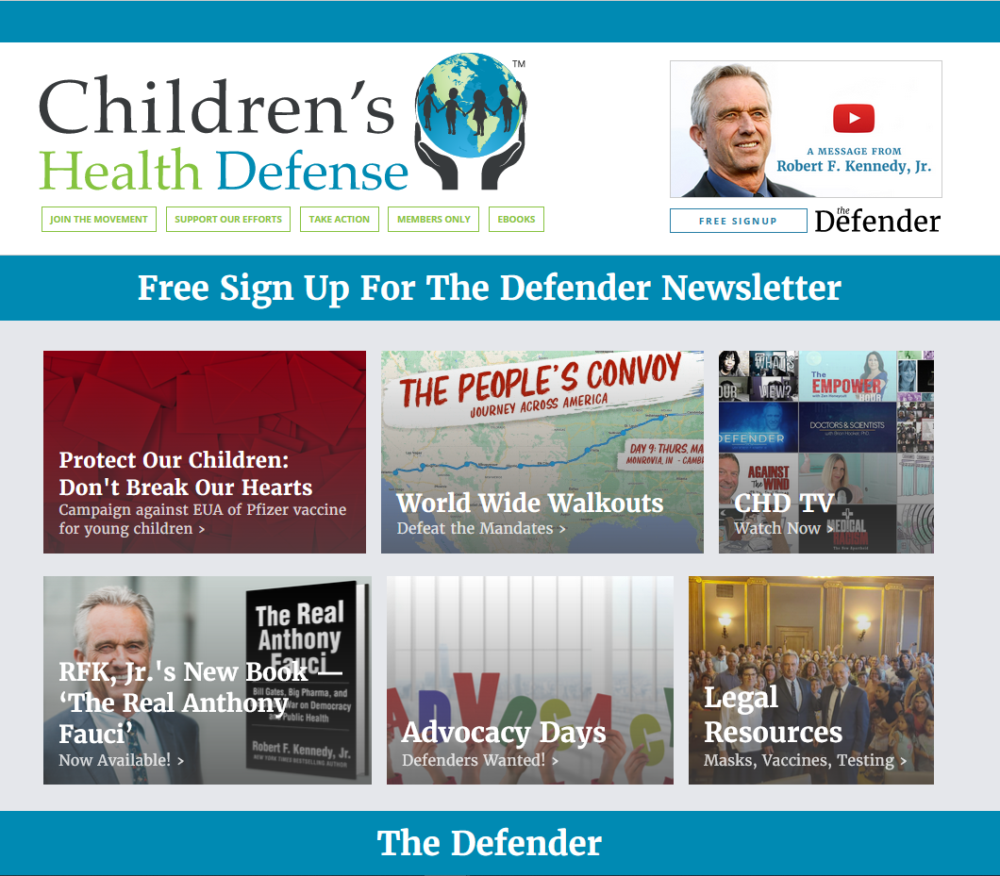 Children's
TM
Health Defense
A MESSAGE FROM
Robert F. Kennedy, Jr.
JOIN THE MOVEMENT
SUPPORT OUR EFFORTS
TAKE ACTION
MEMBERS ONLY
EBOOKS
FREE SIGNUP
the
Defender
Free Sign Up For The Defender Newsletter
Protect Our Children:
Don't Break Our Hearts
Campaign against EUA of Pfizer vaccine
for young children >
THE PEOPLE'S CONVOY
JOURNEY ACROSS AMERICA
DAY 9: THURS, MA
MONROVIA, IN - CAMB
World Wide Walkouts
Defeat the Mandates >
WHAT'S
OUR VIEW?
The
EMPOWER
HOUR
DEFENDER
DOCTORS & SCIENTISTS
AGAINST
The
WIND
MEDICAL
RACISM
CHD TV
Watch Now >
The Real
Anthony
Fauci
Bill Gates, Big Pharma, and
War on Democracy
and Public Health
Robert F. Kennedy, Jr.
NEW YORK TIMES BESTSELLING AUTHOR
RFK, Jr.'s New Book —
‘The Real Anthony
Fauci’
Now Available! >
ADVOCAC
Advocacy Days
Defenders Wanted! >
Legal
Resources
Masks, Vaccines, Testing >
The Defender